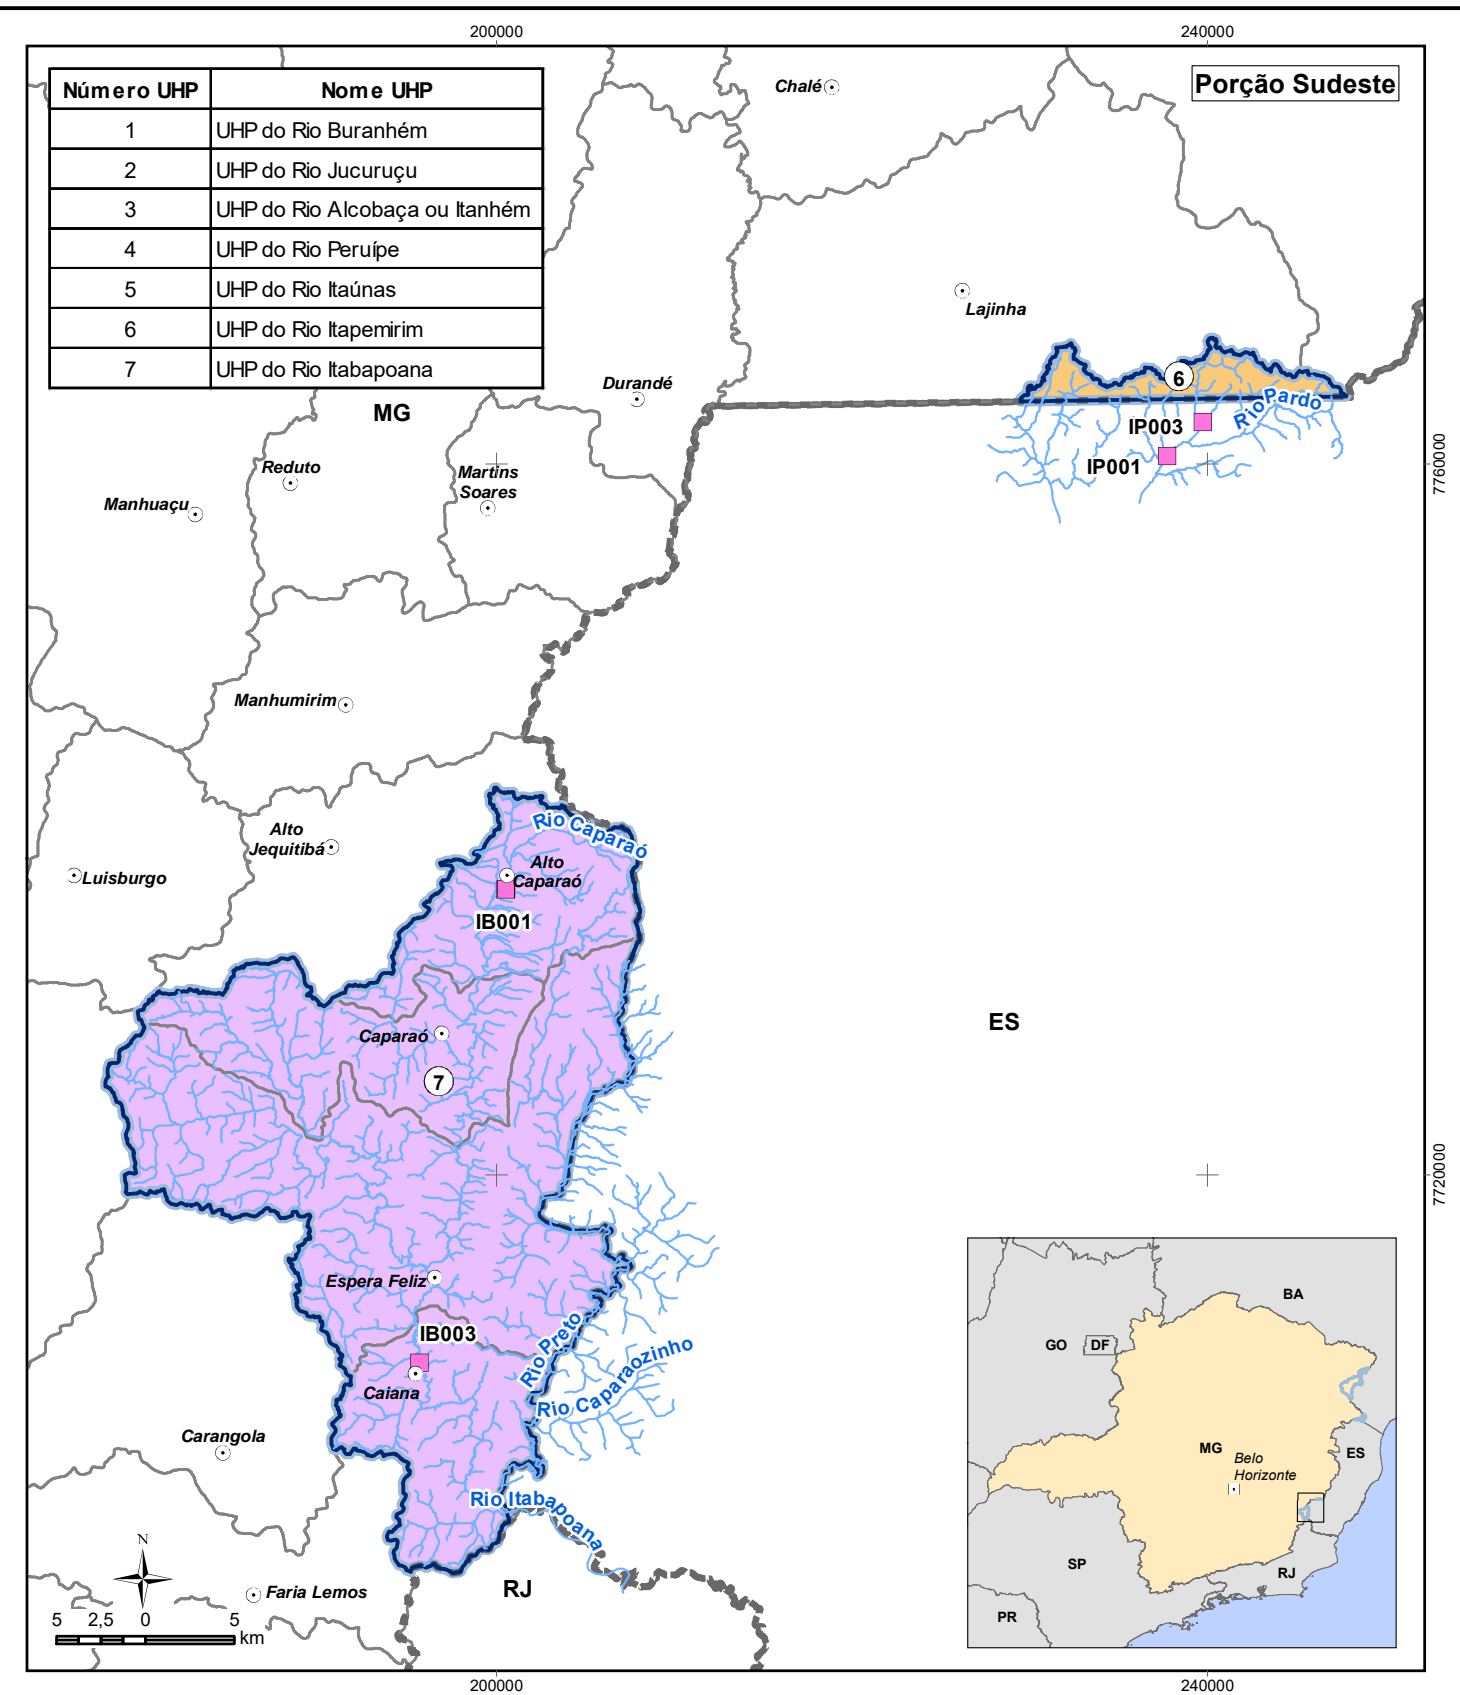 200000
240000
Número UHP Nome UHP
1 UHP do Rio Buranhém
2 UHP do Rio Jucuruçu
3 UHP do Rio Alcobaça ou Itanhém
4 UHP do Rio Peruípe
5 UHP do Rio Itaúnas
6 UHP do Rio Itapemirim
7 UHP do Rio Itabapoana
Porção Sudeste
Chalé
Lajinha
Durandé
MG
6
Rio Pardo
IP003
IP001
7760000
Reduto
Martins
Soares
Manhuaçu
Manhumirim
Alto
Jequitibá
Luisburgo
Rio Caparaó
Alto
Caparaó
IB001
ES
Caparaó
7
7720000
Espera Feliz
IB003
Rio Preto
Rio Caparaozinho
Caiana
Carangola
Rio Itabapoana
RJ
Faria Lemos
N
5 2,5 0 5
km
BA
GO
DF
MG
Belo
Horizonte
ES
SP
RJ
PR
200000
240000